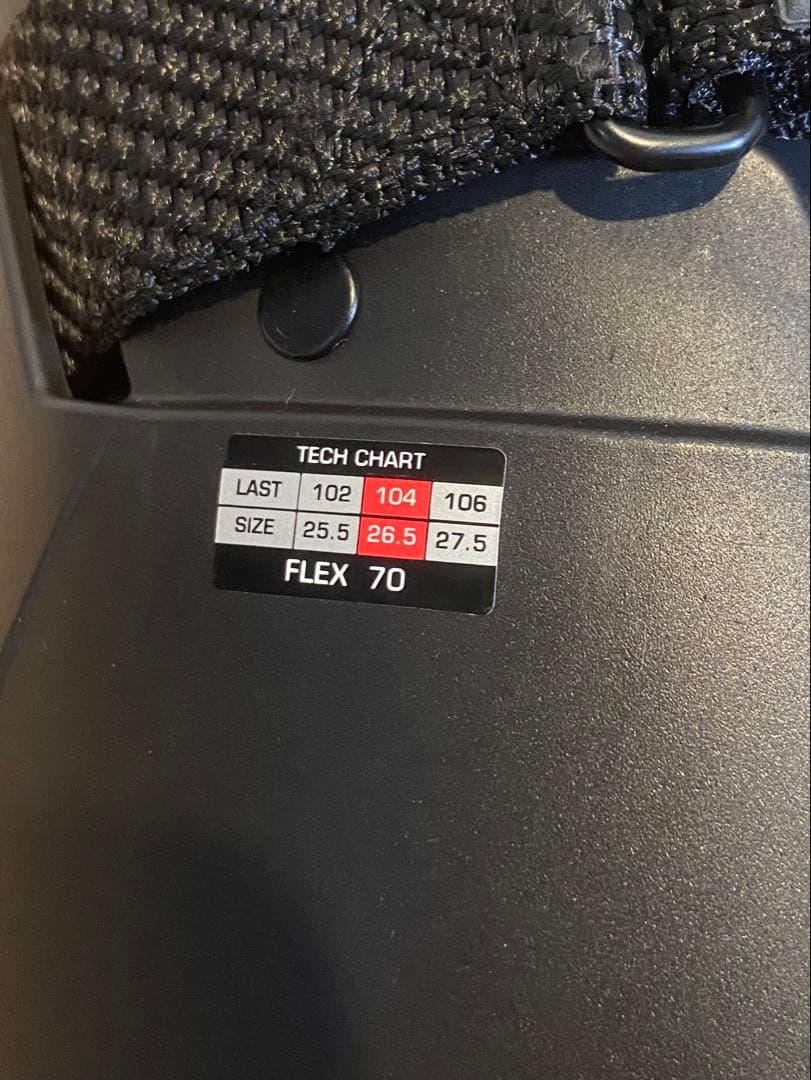 TECH CHART
LAST 102 104 106
SIZE 25.5 26.5 27.5
FLEX 70